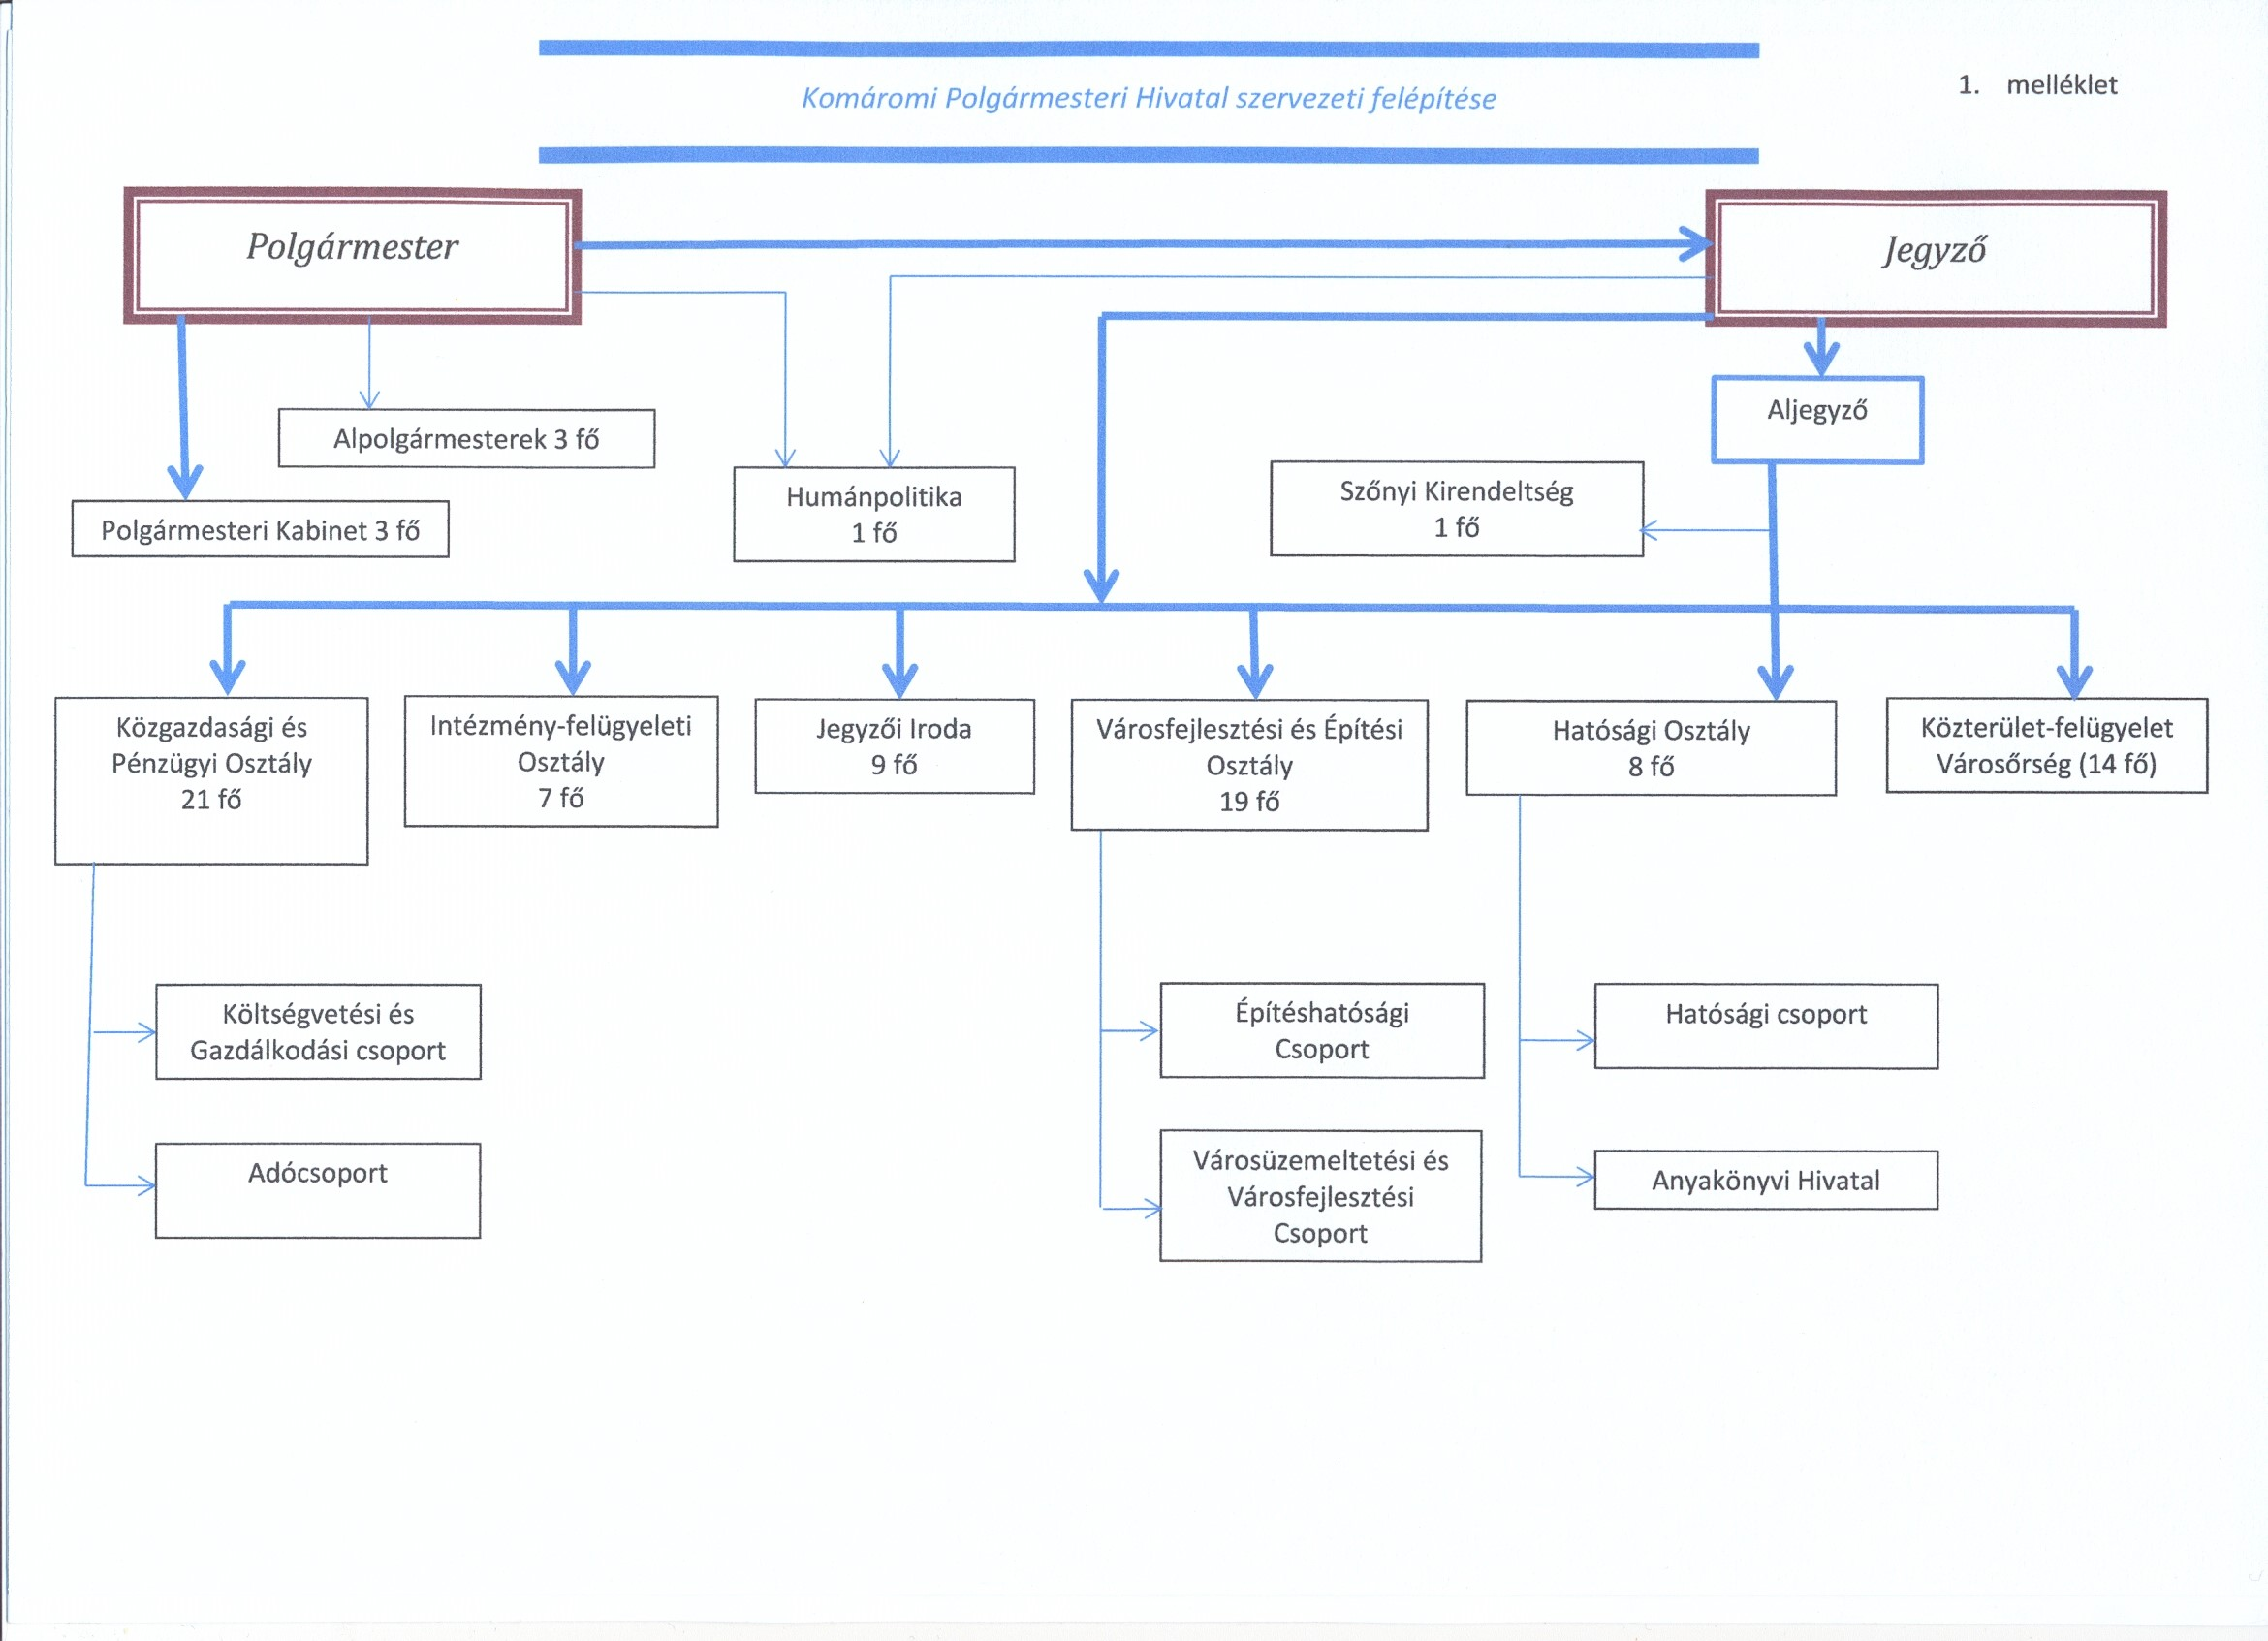 Komáromi Polgármesteri Hivatal szervezeti felépítése
1. melléklet
Polgármester
Jegyző
Aljegyző
Alpolgármesterek 3 fő
Polgármesteri Kabinet 3 fő
Humánpolitika
1 fő
Szőnyi Kirendeltség
1 fő
Közgazdasági és
Pénzügyi Osztály
21 fő
Intézmény-felügyeleti
Osztály
7 fő
Jegyzői Iroda
9 fő
Városfejlesztési és Építési
Osztály
19 fő
Hatósági Osztály
8 fő
Közterület-felügyelet
Városőrség (14 fő)
Költségvetési és
Gazdálkodási csoport
Adócsoport
Építéshatósági
Csoport
Városüzemeltetési és
Városfejlesztési
Csoport
Hatósági csoport
Anyakönyvi Hivatal